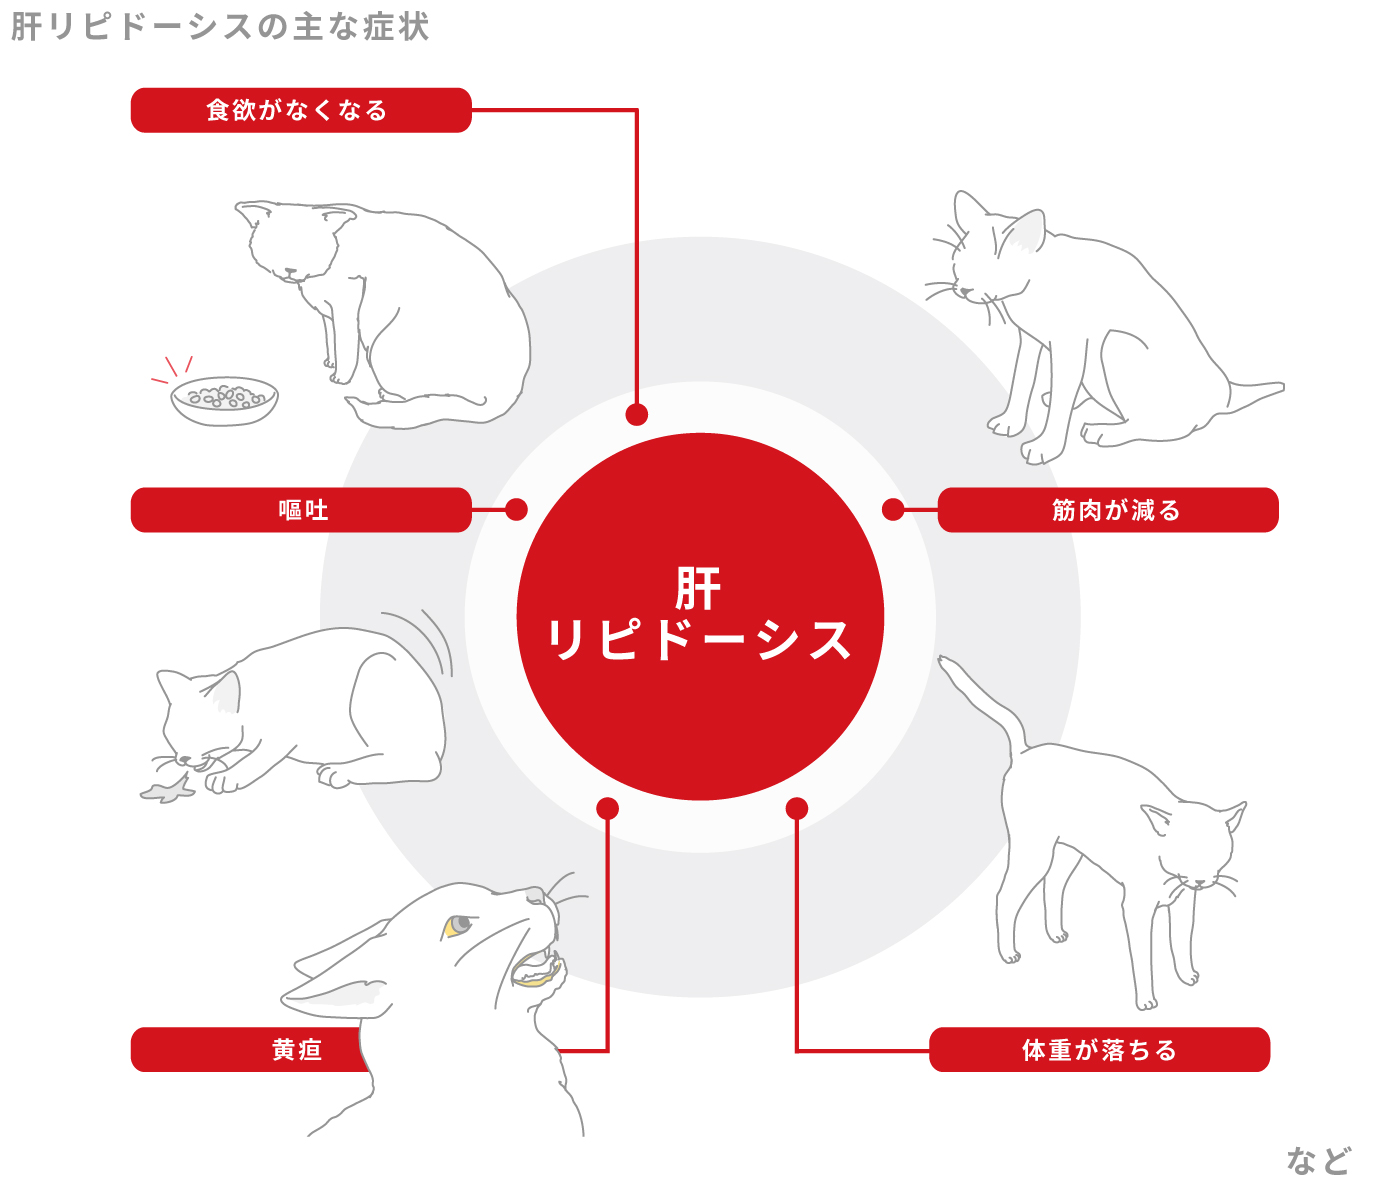 肝リピドーシスの主な症状
食欲がなくなる
嘔吐
筋肉が減る
肝
リピドーシス
黄疸
体重が落ちる
など